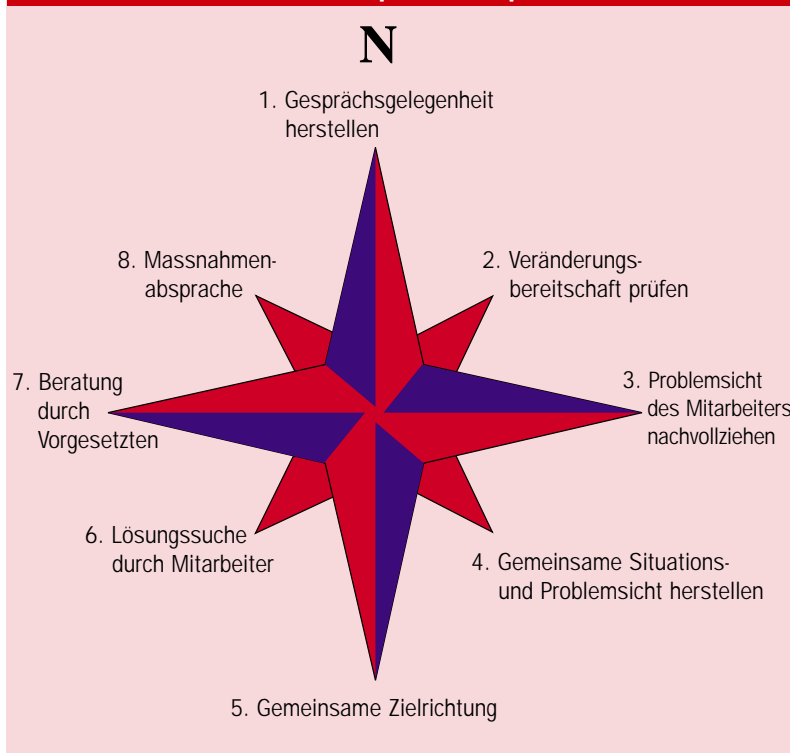 N
1. Gesprächsgelegenheit
herstellen
2. Veränderungs-
bereitschaft prüfen
3. Problemsicht
des Mitarbeiters
nachvollziehen
4. Gemeinsame Situations-
und Problemsicht herstellen
5. Gemeinsame Zielrichtung
6. Lösungssuche
durch Mitarbeiter
7. Beratung
durch
Vorgesetzten
8. Massnahmen-
absprache